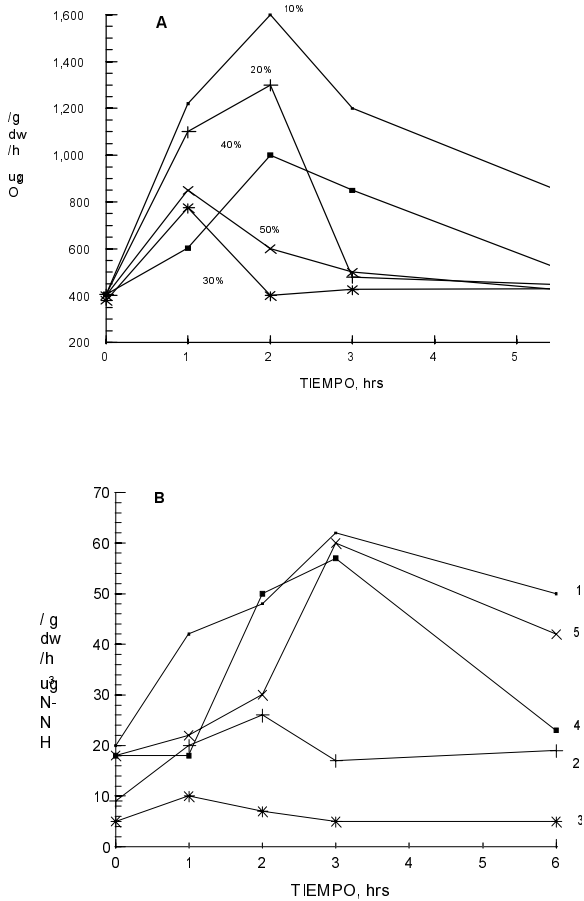 A
10%
1,600
1,400
20%
1,200
/g
dw
/h
40%
1,000
ug
O
800
50%
600
30%
400
200
0 1 2 3 4 5
TIEMPO, hrs
B
70
60
50
1
5
/ g
dw
/h
40
ug
3
N-
N
H
30
4
20
2
10
3
0
0 1 2 3 4 5 6
TIEMPO, hrs